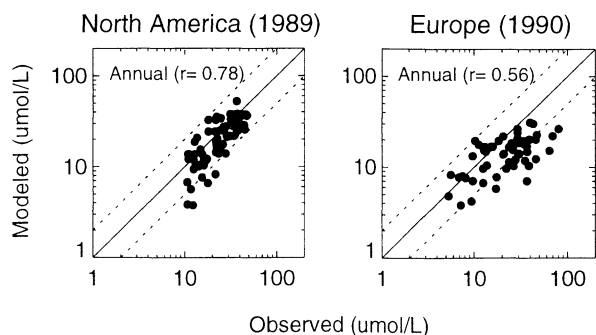 North America (1989)
Europe (1990)
Modeled (umol/L)
100
10
1
Annual (r= 0.78)
1
10
100
100
10
1
Annual (r= 0.56)
1
10
100
Observed (umol/L)